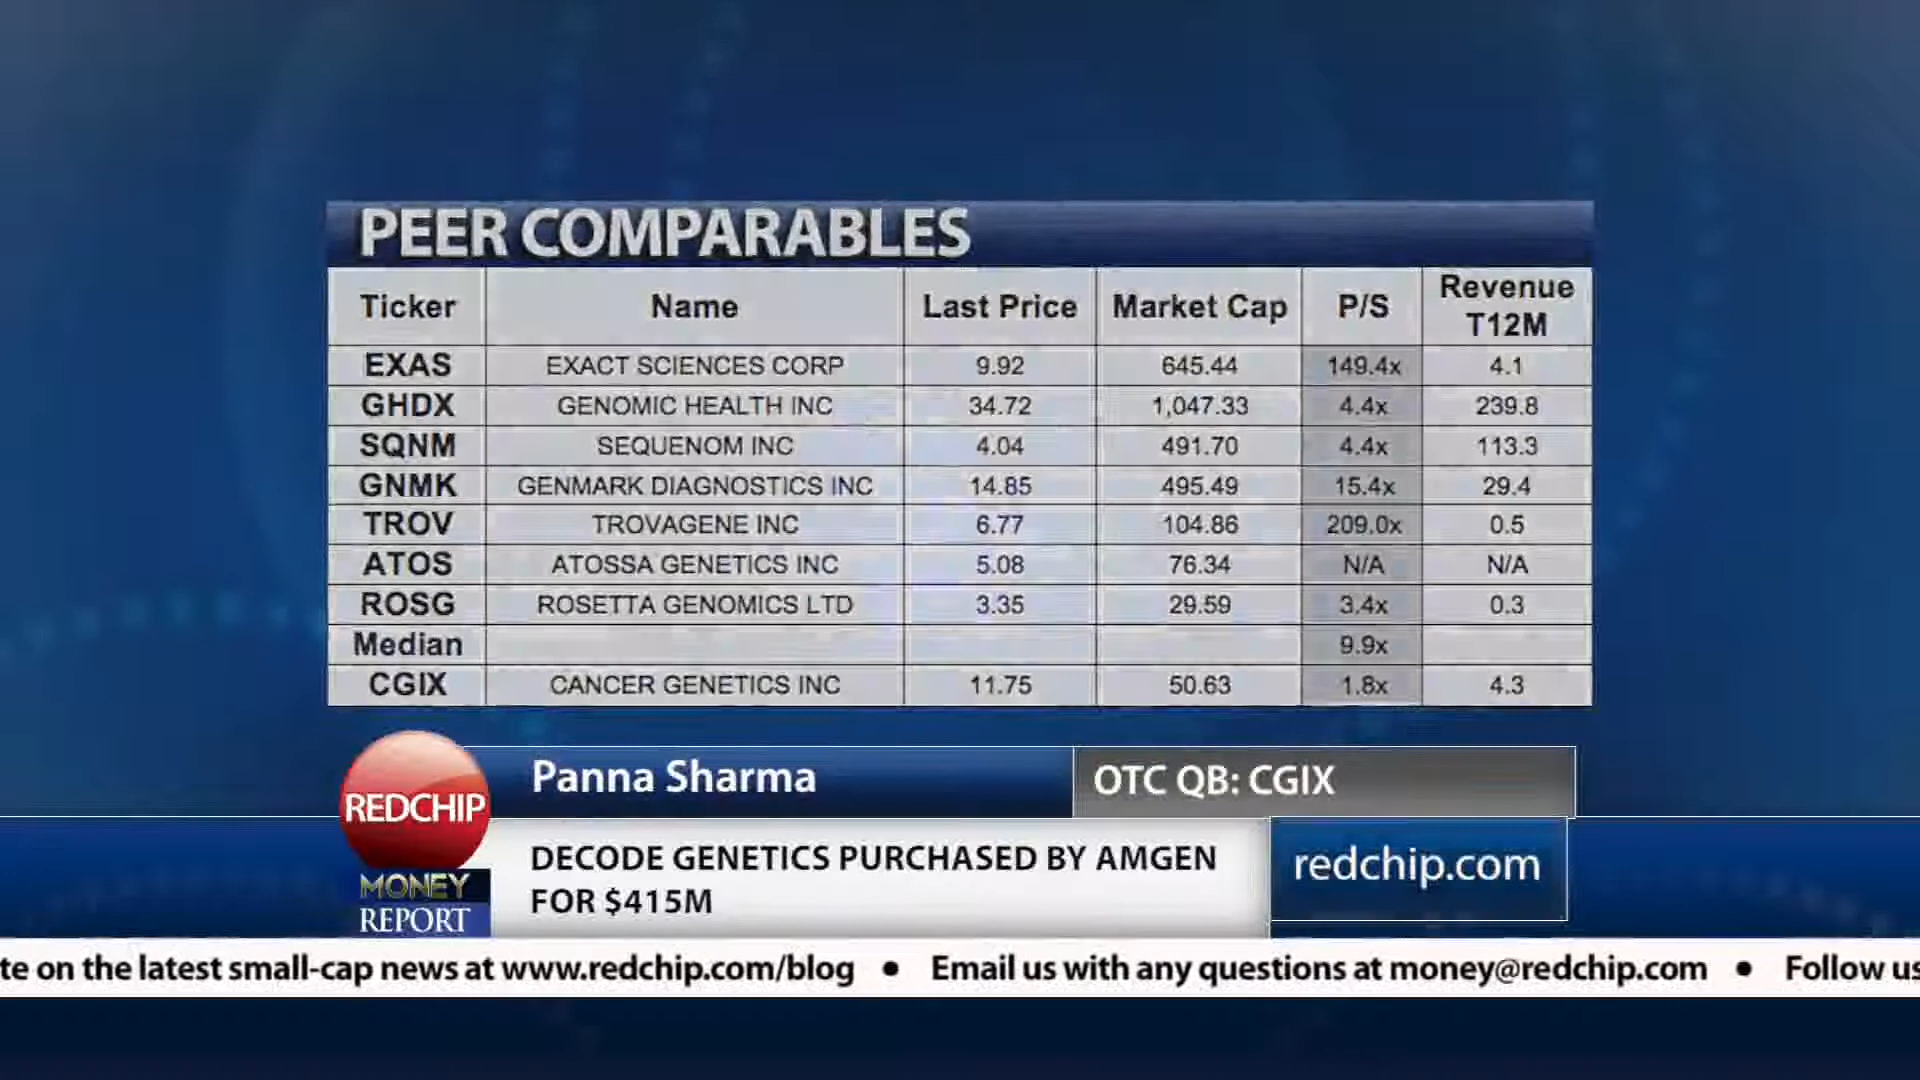 PEER COMPARABLES
Ticker Name Last Price Market Cap P/S Revenue T12M
EXAS EXACT SCIENCES CORP 9.92 645.44 149.4x 4.1
GHDX GENOMIC HEALTH INC 34.72 1,047.33 4.4x 239.8
SQNM SEQUENOM INC 4.04 491.70 4.4x 113.3
GNMK GENMARK DIAGNOSTICS INC 14.85 495.49 15.4x 29.4
TROV TROVAGENE INC 6.77 104.86 209.0x 0.5
ATOS ATOSSA GENETICS INC 5.08 76.34 N/A N/A
ROSG ROSETTA GENOMICS LTD 3.35 29.59 3.4x 0.3
Median 9.9x
CGIX CANCER GENETICS INC 11.75 50.63 1.8x 4.3
Panna Sharma OTC QB: CGIX
REDCHIP
MONEY
REPORT
DECODE GENETICS PURCHASED BY AMGEN
FOR $415M
redchip.com
te on the latest small-cap news at www.redchip.com/blog • Email us with any questions at money@redchip.com • Follow us